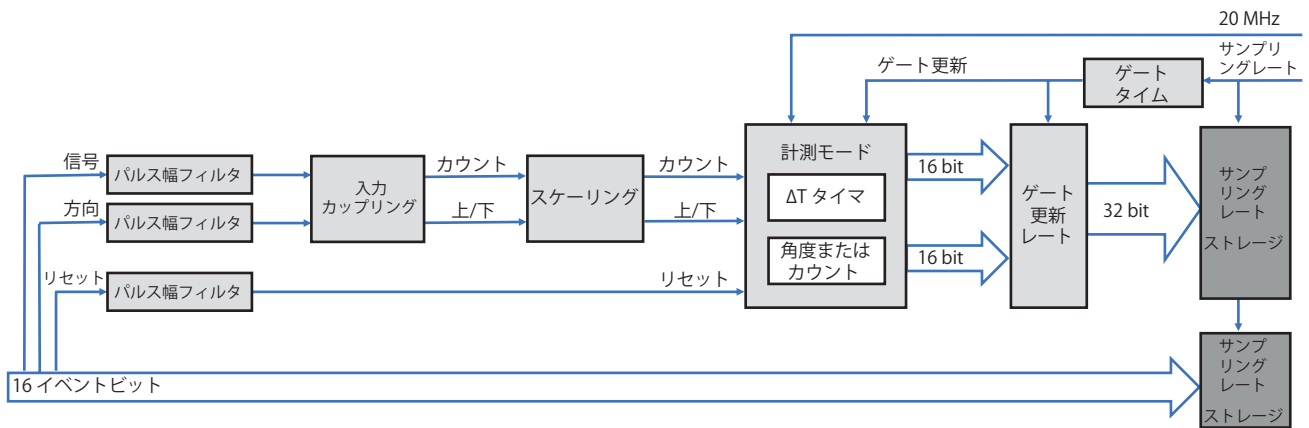 20 MHz
サンプリ
ングレート
ゲート更新
ゲート
タイム
信号
パルス幅フィルタ
方向
パルス幅フィルタ
リセット
パルス幅フィルタ
入力
カップリング
カウント
上/下
スケーリング
カウント
上/下
リセット
計測モード
ΔT タイマ
角度または
カウント
16 bit
16 bit
ゲート
更新
レート
32 bit
サンプ
リング
レート
ストレージ
サンプ
リング
レート
ストレージ
16 イベントビット